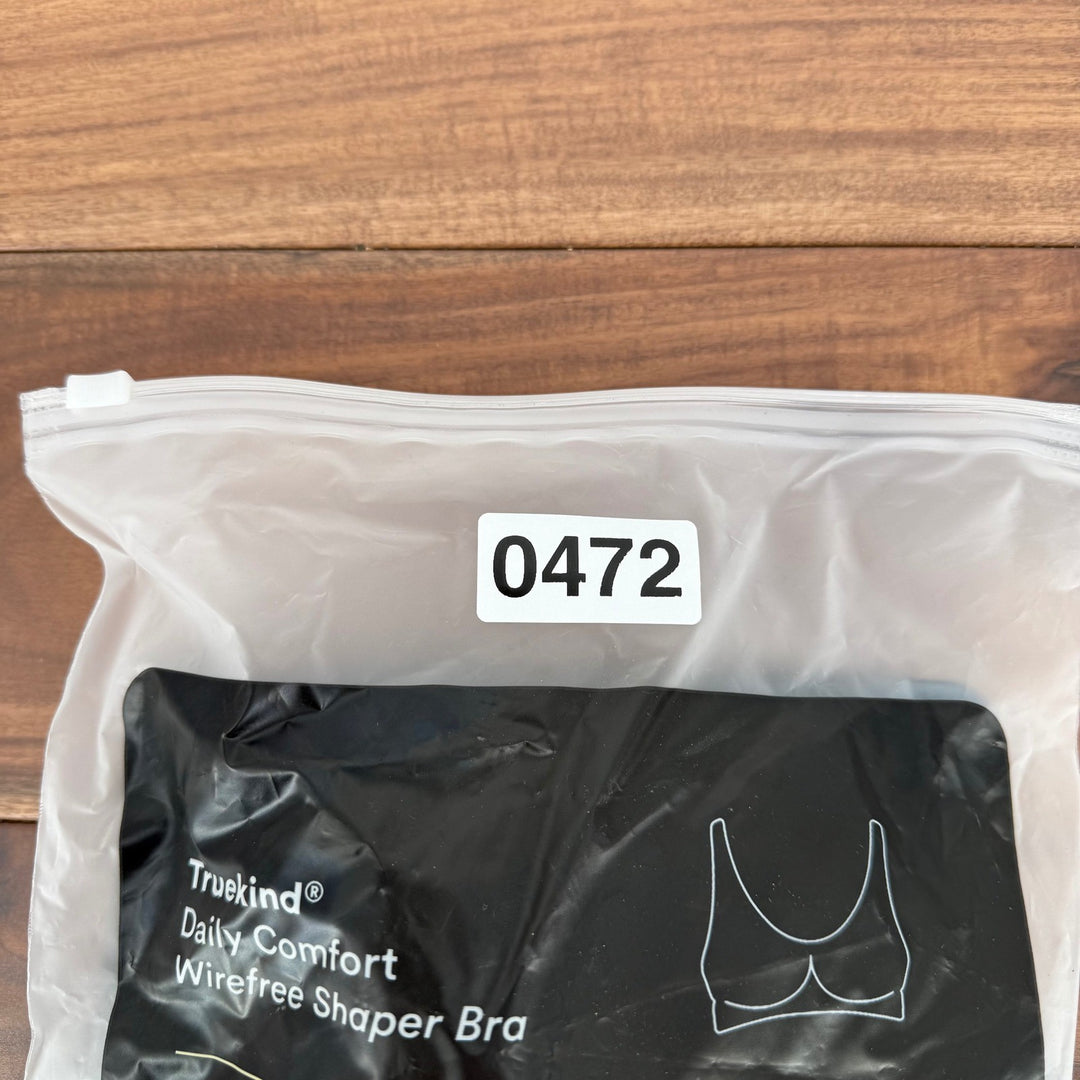 0472
Truekind®
Daily Comfort
Wirefree Shaper Bra